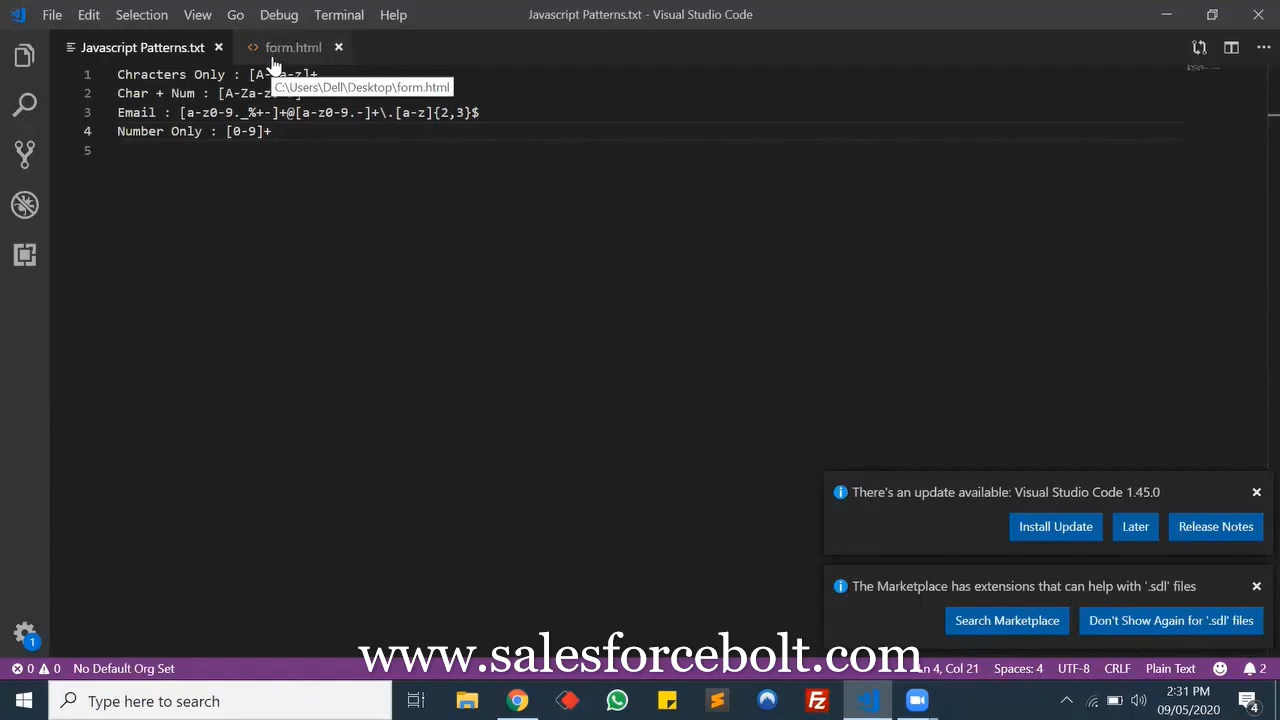 File Edit Selection View Go Debug Terminal Help
Javascript Patterns.txt - Visual Studio Code
Javascript Patterns.txt
form.html
1 Chracters Only : [A-Za-z]+
C:\Users\Dell\Desktop\form.html
2 Char + Num : [A-Za-z
3 Email : [a-z0-9._%+-]+@[a-z0-9.-]+\.[a-z]{2,3}$
4 Number Only : [0-9]+
5
There's an update available: Visual Studio Code 1.45.0
Install Update Later Release Notes
The Marketplace has extensions that can help with '.sdl' files
Search Marketplace Don't Show Again for '.sdl' files
www.salesforcebolt.com
1
0 0 No Default Org Set
Ln 4, Col 21 Spaces: 4 UTF-8 CRLF Plain Text 2
Type here to search
2:31 PM
09/05/2020
4